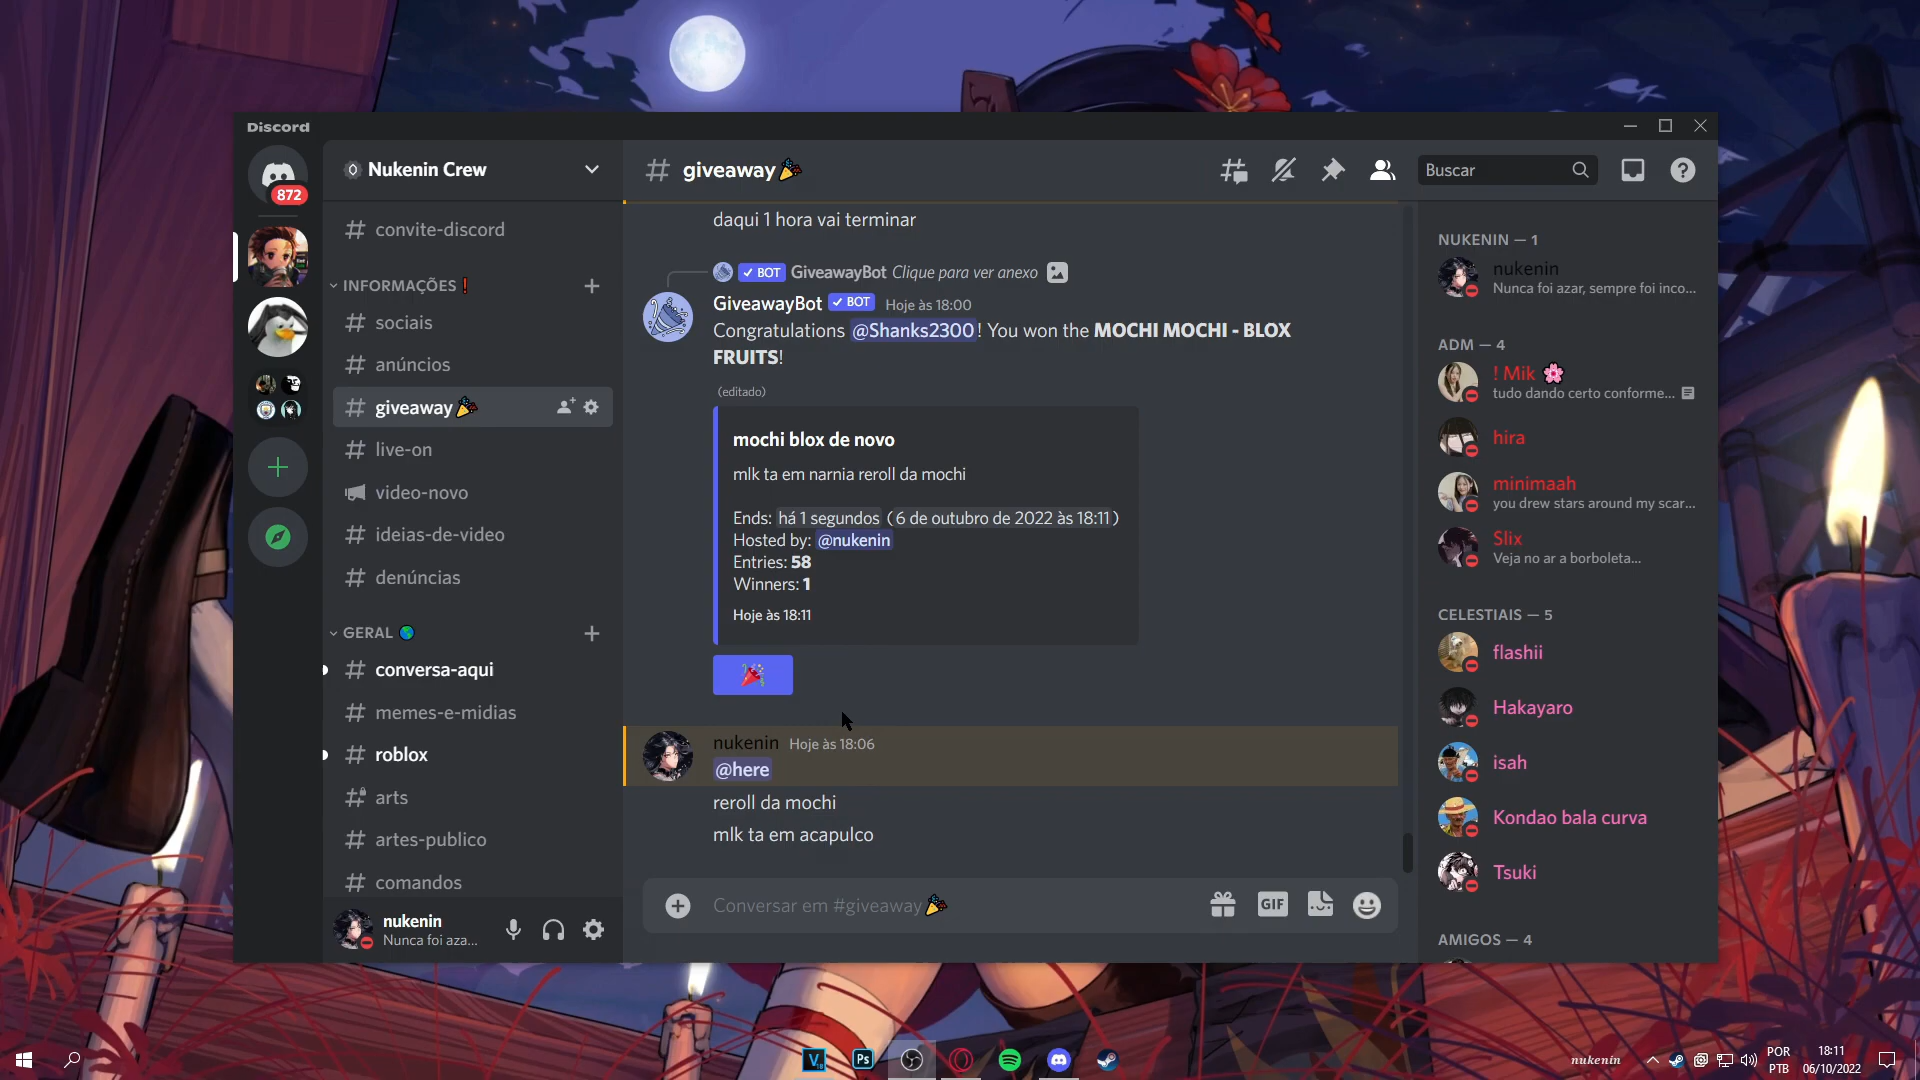 Discord
872
Nukenin Crew
convite-discord
INFORMAÇÕES❗
sociais
anúncios
giveaway🎉
live-on
video-novo
ideias-de-video
denúncias
GERAL 🌎
conversa-aqui
memes-e-midias
roblox
arts
artes-publico
comandos
nukenin
Nunca foi aza...
giveaway🎉
Buscar
daqui 1 hora vai terminar
✓ BOT GiveawayBot Clique para ver anexo
GiveawayBot ✓ BOT Hoje às 18:00
Congratulations @Shanks2300! You won the MOCHI MOCHI - BLOX
FRUITS!
(editado)
mochi blox de novo
mlk ta em narnia reroll da mochi
Ends: há 1 segundos (6 de outubro de 2022 às 18:11)
Hosted by: @nukenin
Entries: 58
Winners: 1
Hoje às 18:11
🎉
nukenin Hoje às 18:06
@here
reroll da mochi
mlk ta em acapulco
Conversar em #giveaway🎉
GIF
NUKENIN — 1
nukenin
Nunca foi azar, sempre foi inco...
ADM — 4
! Mik 🌸
tudo dando certo conforme...
hira
minimaah
you drew stars around my scar...
Slix
Veja no ar a borboleta...
CELESTIAIS — 5
flashii
Hakayaro
isah
Kondao bala curva
Tsuki
AMIGOS — 4
V
18
Ps
nukenin
POR
PTB
18:11
06/10/2022